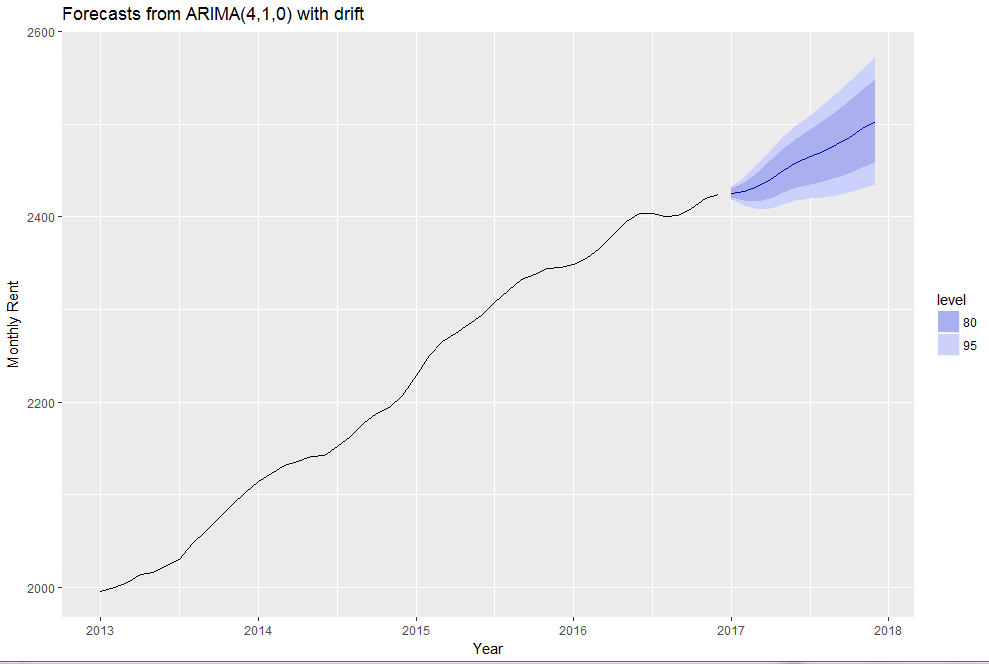 Forecasts from ARIMA(4,1,0) with drift
2600
2400
2200
2000
Monthly Rent
2013 2014 2015 2016 2017 2018
Year
level
80
95